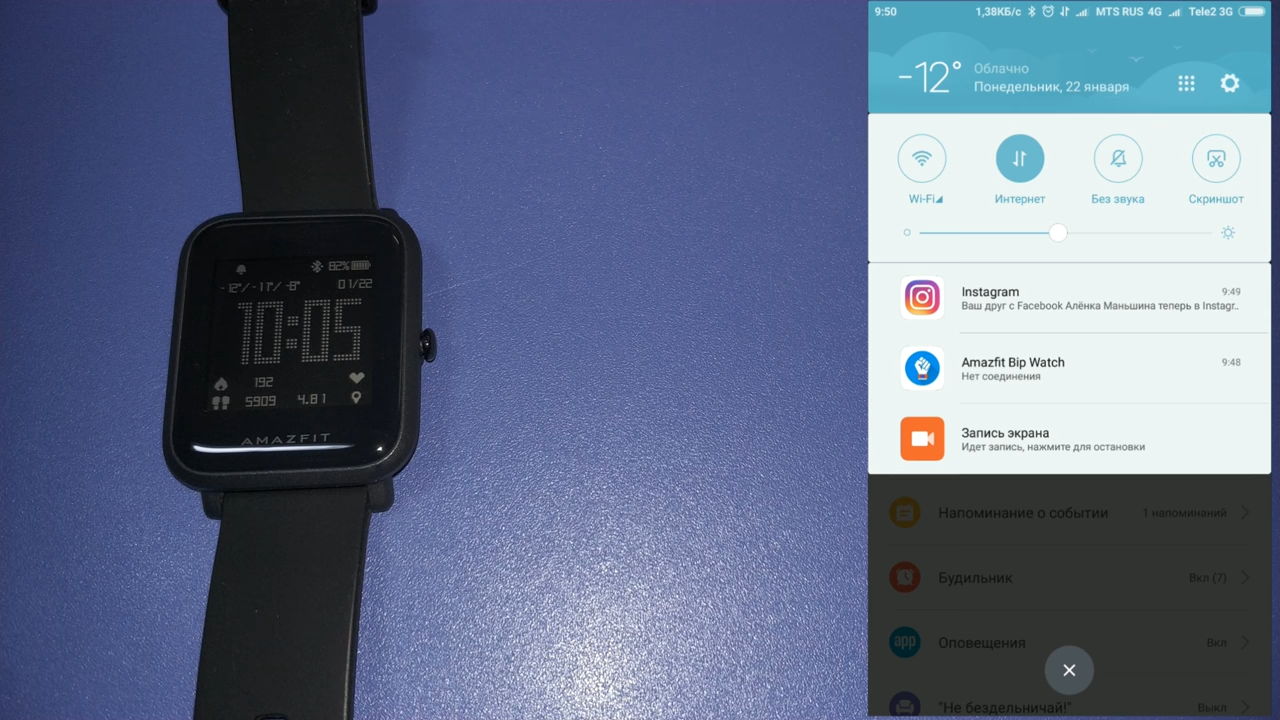 82%
-12°/-11°/-8°
01/22
10:05
192
5909
4.81
AMAZFIT
9:50
1,38КБ/с
MTS RUS 4G
Tele2 3G
-12°
Облачно
Понедельник, 22 января
Wi-Fi
Интернет
Без звука
Скриншот
Instagram
9:49
Ваш друг с Facebook Алёнка Маньшина теперь в Instagr..
Amazfit Bip Watch
9:48
Нет соединения
Запись экрана
Идет запись, нажмите для остановки
Напоминание о событии
1 напоминаний
Будильник
Вкл (7)
app
Оповещения
Вкл
"Не бездельничай!"
Выкл